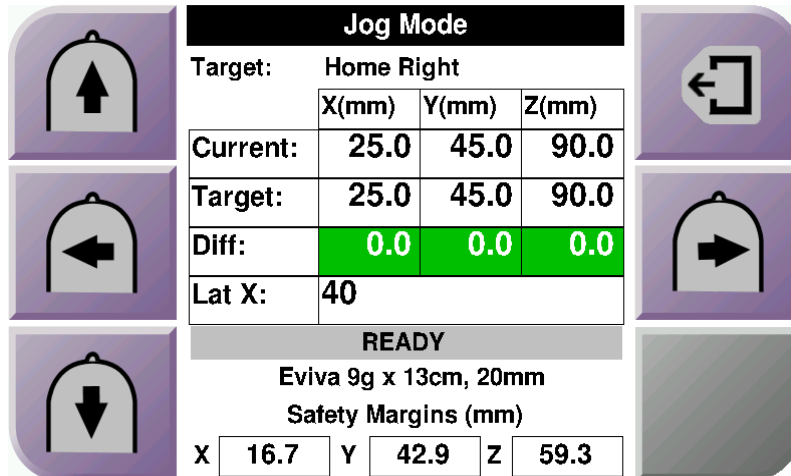 Jog Mode
Target: Home Right
X(mm) Y(mm) Z(mm)
Current: 25.0 45.0 90.0
Target: 25.0 45.0 90.0
Diff: 0.0 0.0 0.0
Lat X: 40
READY
Eviva 9g x 13cm, 20mm
Safety Margins (mm)
X 16.7 Y 42.9 Z 59.3